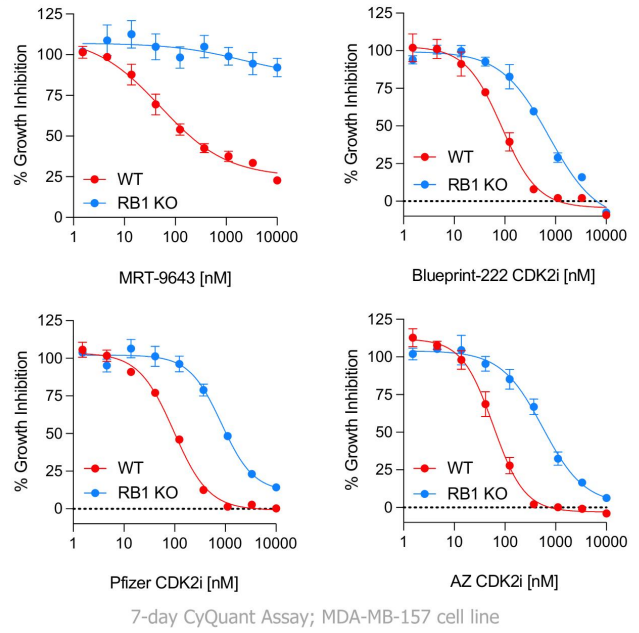 % Growth Inhibition
125
100
75
50
25
0
WT
RB1 KO
1 10 100 1000 10000
MRT-9643 [nM]
% Growth Inhibition
125
100
75
50
25
0
WT
RB1 KO
1 10 100 1000 10000
Blueprint-222 CDK2i [nM]
% Growth Inhibition
125
100
75
50
25
0
WT
RB1 KO
1 10 100 1000 10000
Pfizer CDK2i [nM]
% Growth Inhibition
125
100
75
50
25
0
WT
RB1 KO
1 10 100 1000 10000
AZ CDK2i [nM]
7-day CyQuant Assay; MDA-MB-157 cell line